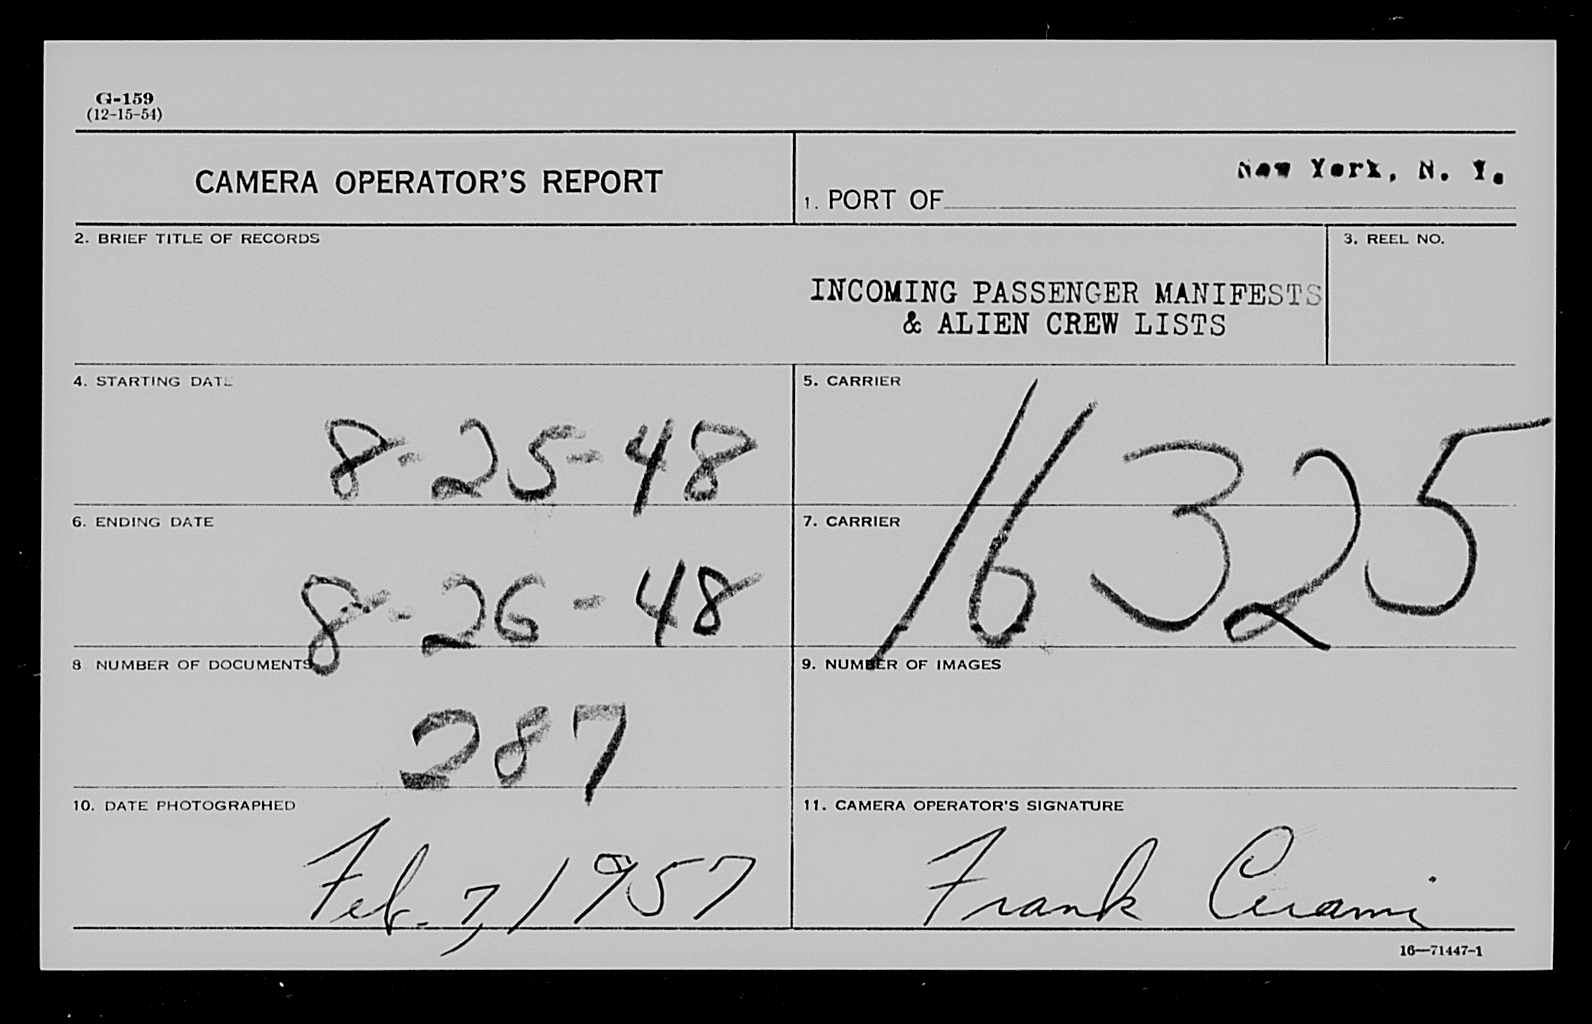 G-159
(12-15-54)
CAMERA OPERATOR'S REPORT
1. PORT OF New York, N. Y.
2. BRIEF TITLE OF RECORDS
INCOMING PASSENGER MANIFESTS
& ALIEN CREW LISTS
3. REEL NO.
4. STARTING DATE
8-25-48
5. CARRIER
16325
6. ENDING DATE
8-26-48
7. CARRIER
8 NUMBER OF DOCUMENTS
287
9. NUMBER OF IMAGES
10. DATE PHOTOGRAPHED
Feb. 7, 1957
11. CAMERA OPERATOR'S SIGNATURE
Frank Cerami
16—71447-1